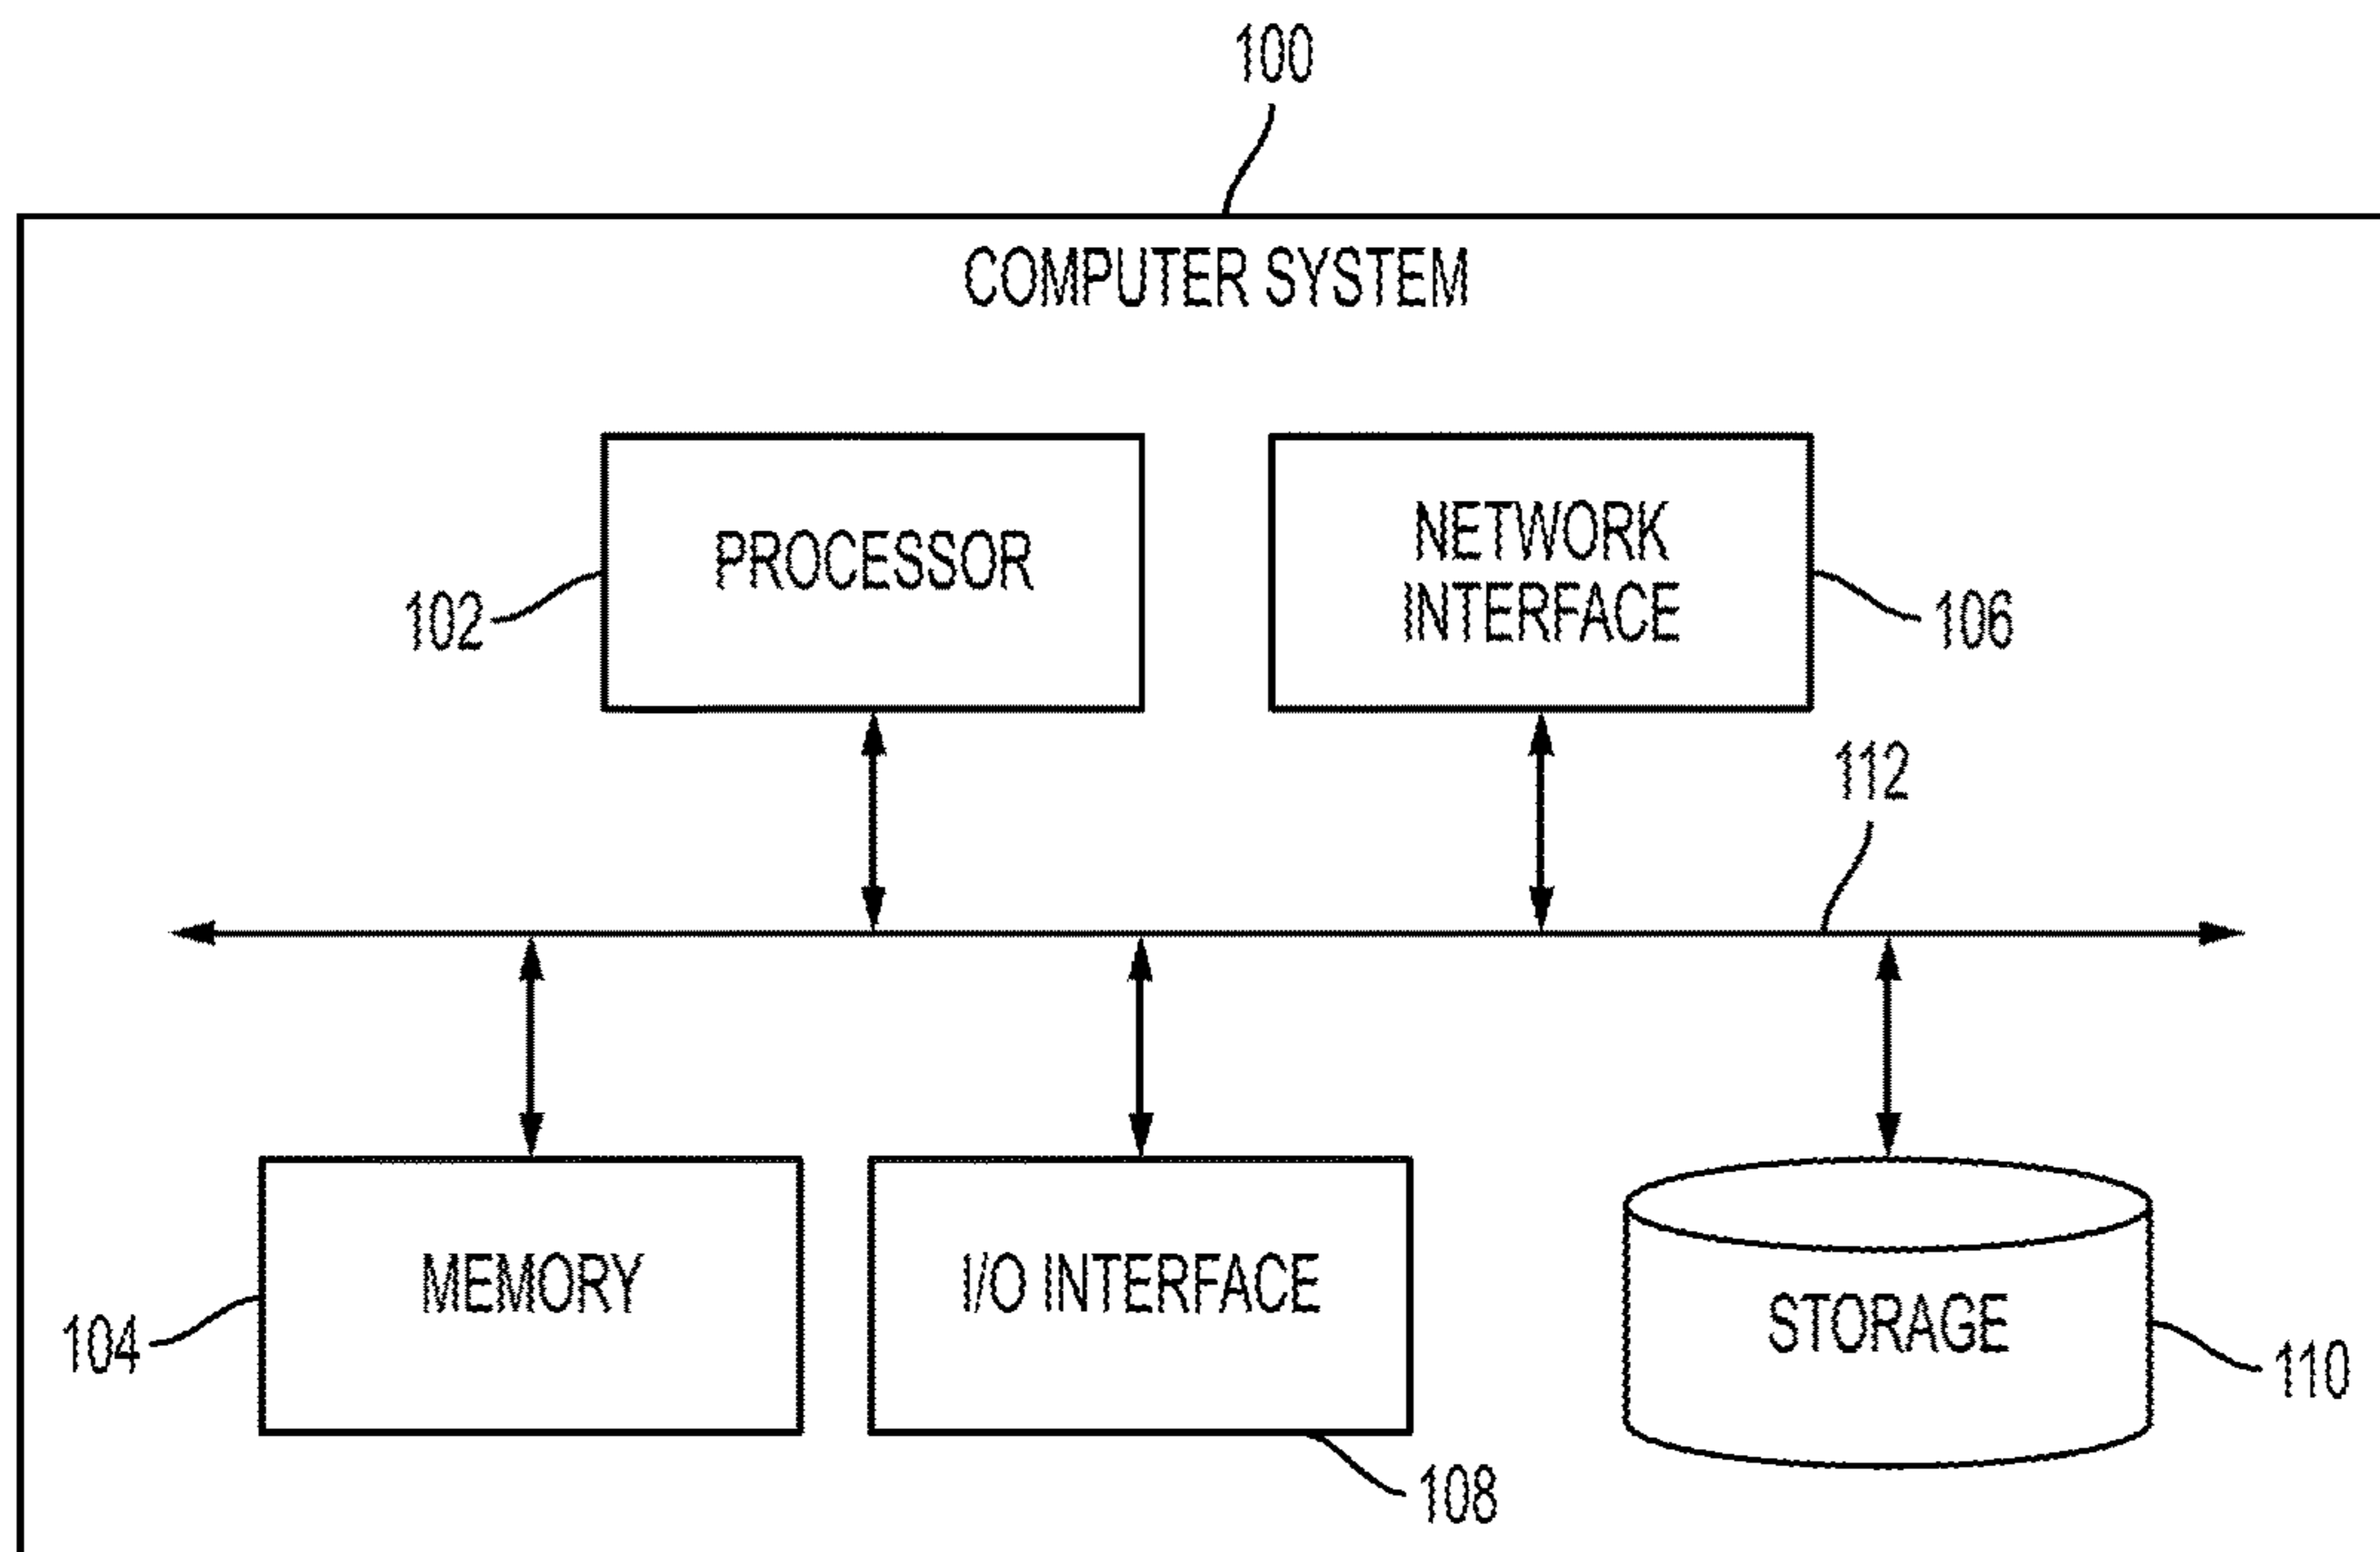 100
COMPUTER SYSTEM
PROCESSOR
NETWORK
INTERFACE
102
106
112
MEMORY
I/O INTERFACE
STORAGE
104
110
108